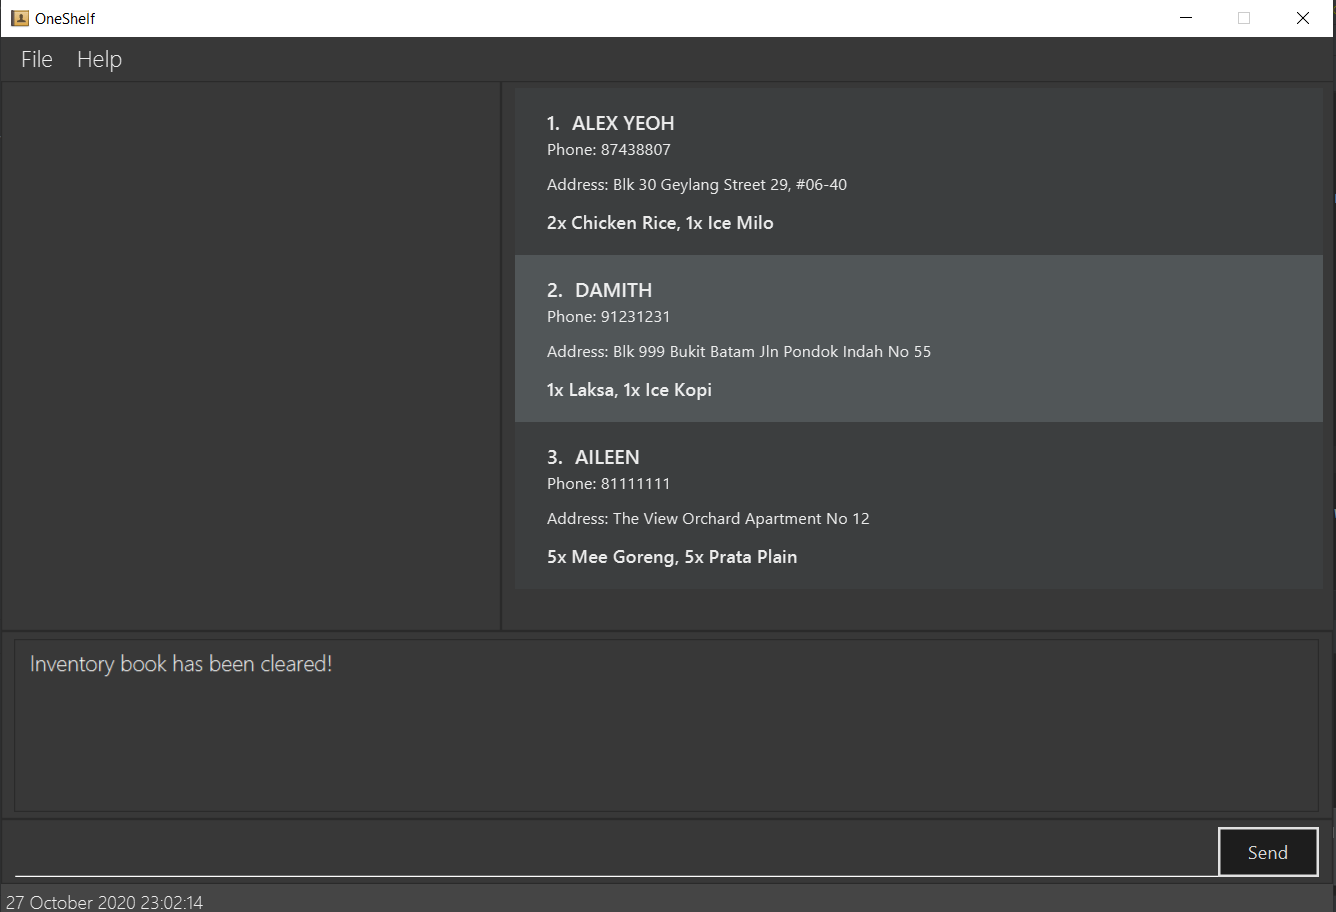 OneShelf
File Help
1. ALEX YEOH
Phone: 87438807
Address: Blk 30 Geylang Street 29, #06-40
2x Chicken Rice, 1x Ice Milo
2. DAMITH
Phone: 91231231
Address: Blk 999 Bukit Batam Jln Pondok Indah No 55
1x Laksa, 1x Ice Kopi
3. AILEEN
Phone: 81111111
Address: The View Orchard Apartment No 12
5x Mee Goreng, 5x Prata Plain
Inventory book has been cleared!
Send
27 October 2020 23:02:14